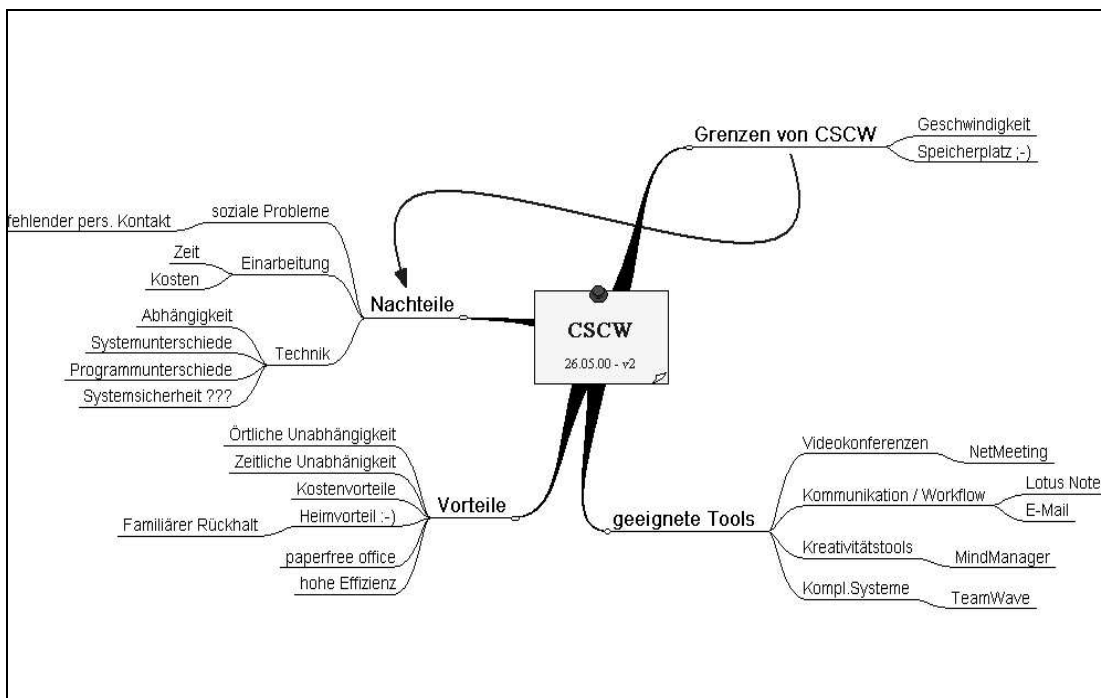 Grenzen von CSCW
Geschwindigkeit
Speicherplatz ;-)
fehlender pers. Kontakt
soziale Probleme
Zeit
Kosten
Einarbeitung
Nachteile
Abhängigkeit
Systemunterschiede
Programmunterschiede
Systemsicherheit ???
Technik
CSCW
26.05.00 - v2
Örtliche Unabhängigkeit
Zeitliche Unabhänigkeit
Kostenvorteile
Familiärer Rückhalt
Heimvorteil :-)
paperfree office
hohe Effizienz
Vorteile
geeignete Tools
Videokonferenzen
NetMeeting
Kommunikation / Workflow
Lotus Note
E-Mail
Kreativitätstools
MindManager
Kompl.Systeme
TeamWave